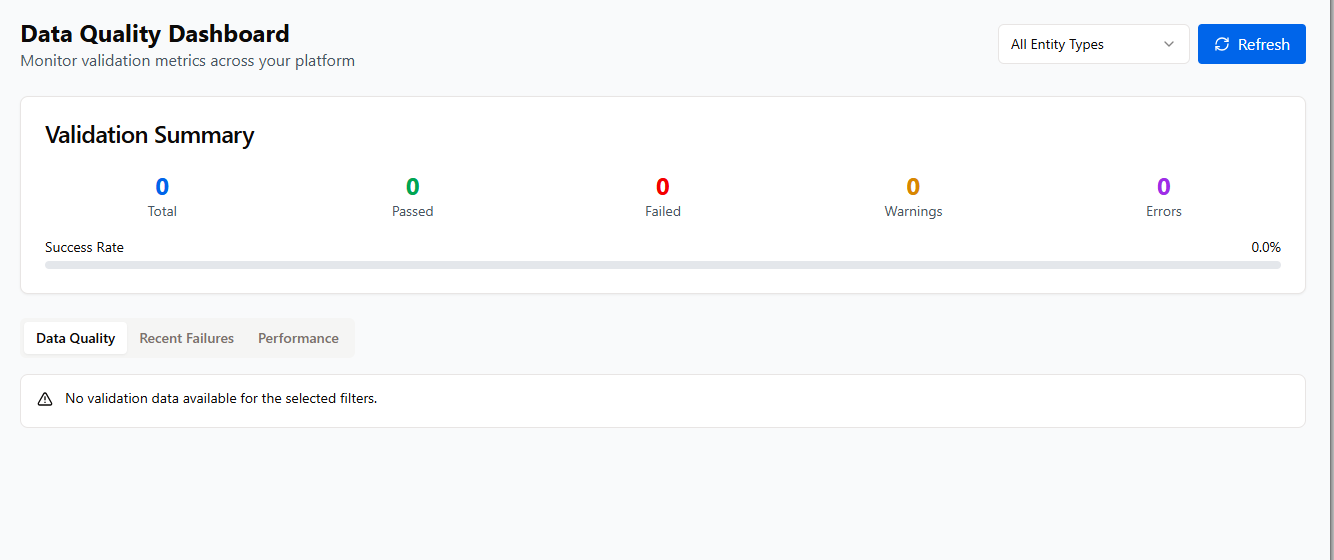 Data Quality Dashboard
Monitor validation metrics across your platform
All Entity Types
Refresh
Validation Summary
0 0 0 0 0
Total Passed Failed Warnings Errors
Success Rate 0.0%
Data Quality Recent Failures Performance
No validation data available for the selected filters.